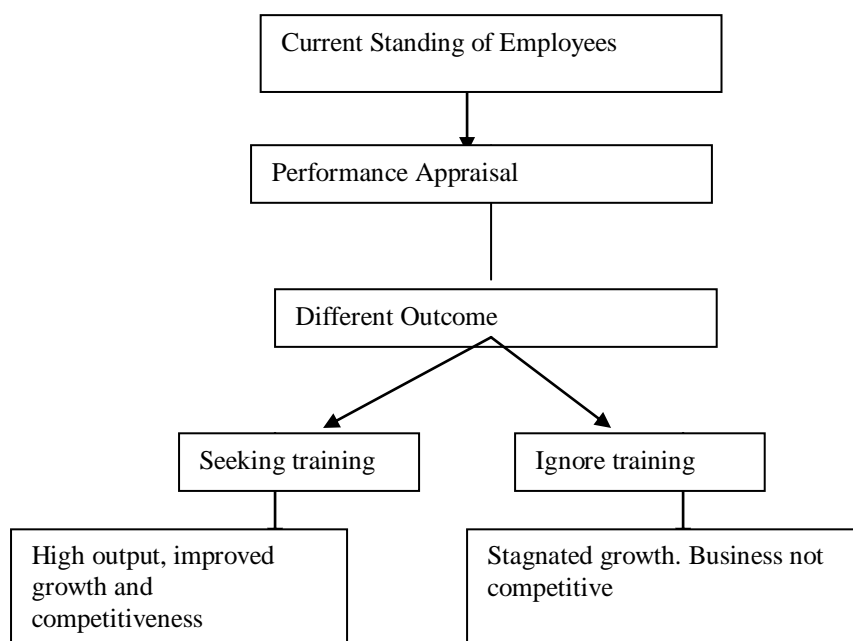 Current Standing of Employees
Performance Appraisal
Different Outcome
Seeking training
Ignore training
High output, improved
growth and
competitiveness
Stagnated growth. Business not
competitive